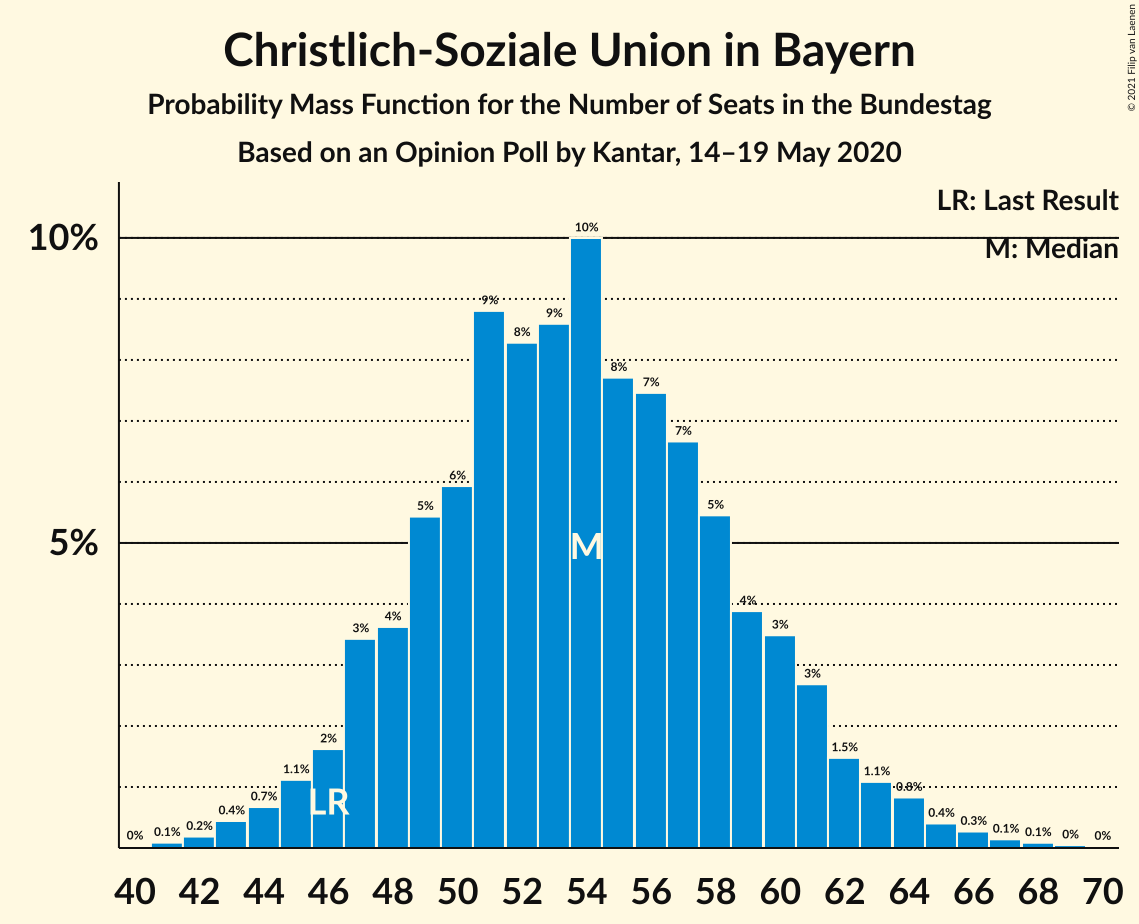 Christlich-Soziale Union in Bayern
Probability Mass Function for the Number of Seats in the Bundestag
Based on an Opinion Poll by Kantar, 14–19 May 2020
© 2021 Filip van Laenen
LR: Last Result
M: Median
10%
5%
0% 0.1% 0.2% 0.4% 0.7% 1.1% 2% 3% 4% 5% 6% 9% 8% 9% 10% 8% 7% 7% 5% 4% 3% 3% 1.5% 1.1% 0.8% 0.4% 0.3% 0.1% 0.1% 0% 0%
M
LR
40 42 44 46 48 50 52 54 56 58 60 62 64 66 68 70